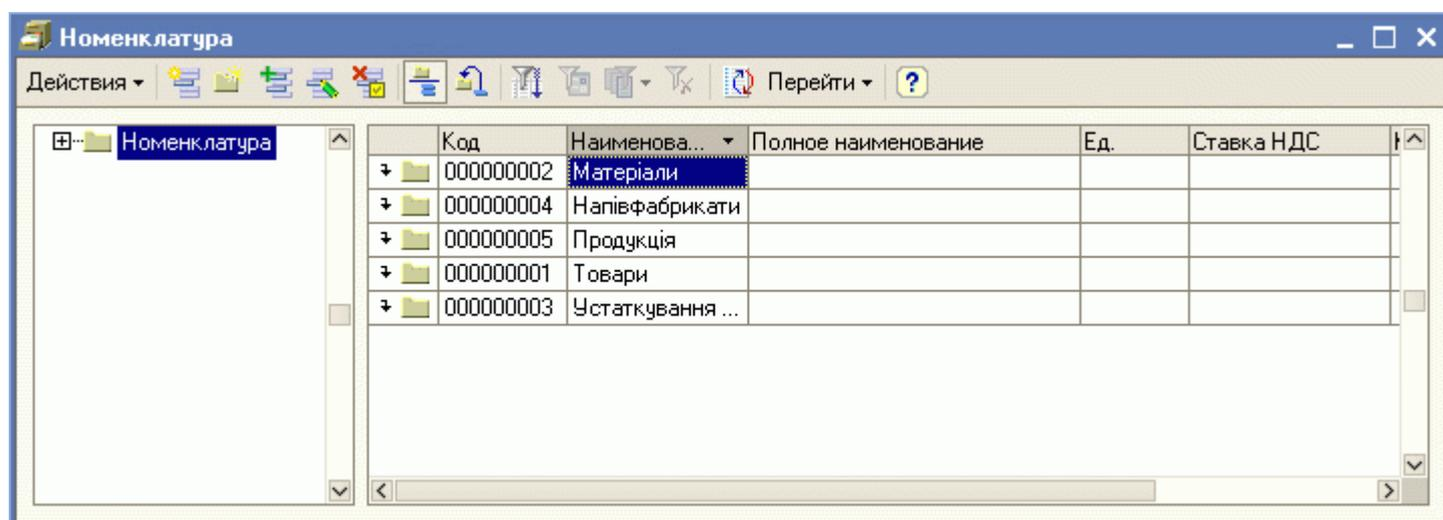 Номенклатура
Действия Перейти ?
Номенклатура
Код Наименова... Полное наименование Ед. Ставка НДС
000000002 Матеріали
000000004 Напівфабрикати
000000005 Продукція
000000001 Товари
000000003 Устаткування ...